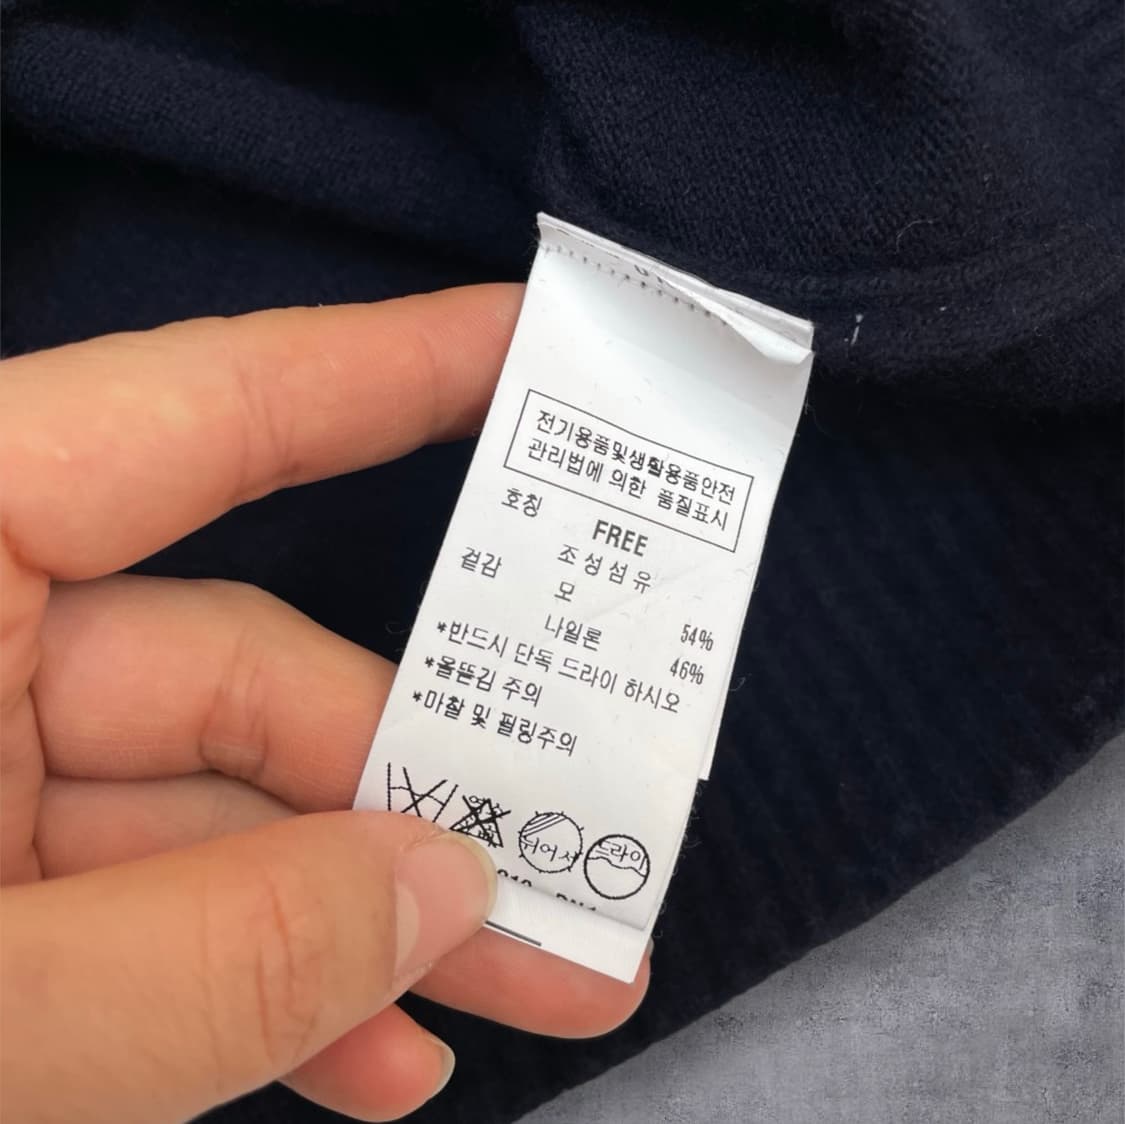 전기용품및생활용품안전
관리법에 의한 품질표시
호칭 FREE
겉감 조성섬유
모 54%
나일론 46%
*반드시 단독 드라이 하시오
*올뜯김 주의
*마찰 및 필링주의
뉘어서
드라이